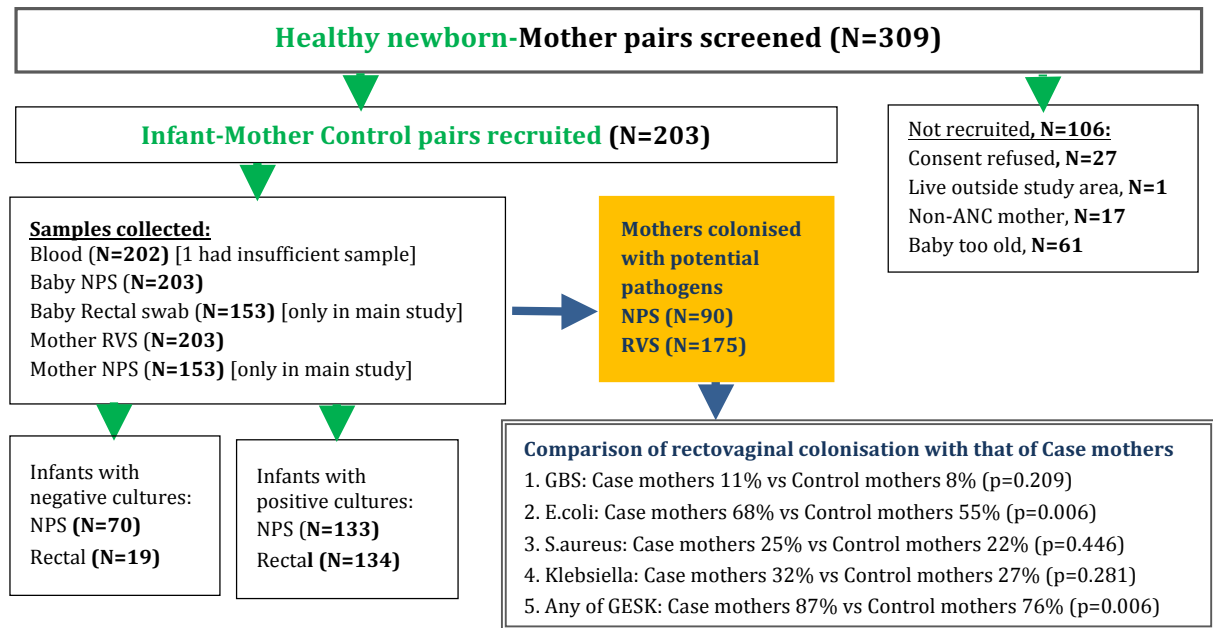 Healthy newborn-Mother pairs screened (N=309)
Infant-Mother Control pairs recruited (N=203)
Not recruited, N=106:
Consent refused, N=27
Live outside study area, N=1
Non-ANC mother, N=17
Baby too old, N=61
Samples collected:
Blood (N=202) [1 had insufficient sample]
Baby NPS (N=203)
Baby Rectal swab (N=153) [only in main study]
Mother RVS (N=203)
Mother NPS (N=153) [only in main study]
Mothers colonised
with potential
pathogens
NPS (N=90)
RVS (N=175)
Infants with
negative cultures:
NPS (N=70)
Rectal (N=19)
Infants with
positive cultures:
NPS (N=133)
Rectal (N=134)
Comparison of rectovaginal colonisation with that of Case mothers
1. GBS: Case mothers 11% vs Control mothers 8% (p=0.209)
2. E.coli: Case mothers 68% vs Control mothers 55% (p=0.006)
3. S.aureus: Case mothers 25% vs Control mothers 22% (p=0.446)
4. Klebsiella: Case mothers 32% vs Control mothers 27% (p=0.281)
5. Any of GESK: Case mothers 87% vs Control mothers 76% (p=0.006)